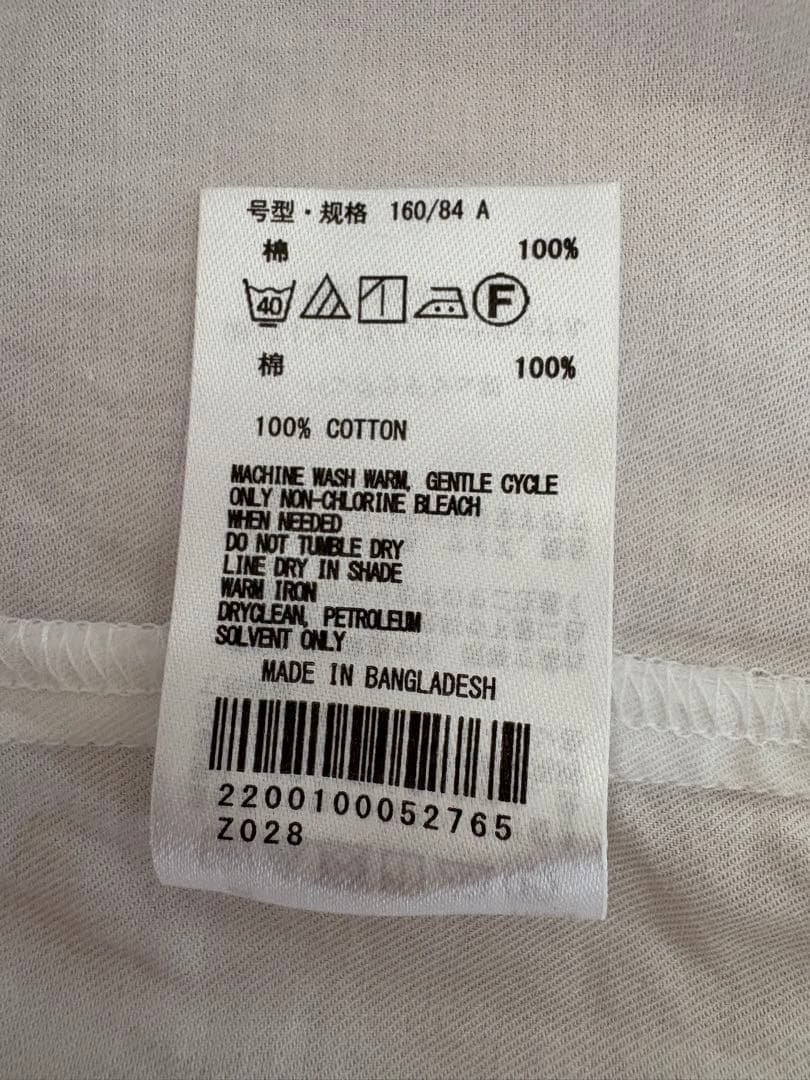 号型·规格 160/84 A
棉 100%
40 F
棉 100%
100% COTTON
MACHINE WASH WARM, GENTLE CYCLE
ONLY NON-CHLORINE BLEACH
WHEN NEEDED
DO NOT TUMBLE DRY
LINE DRY IN SHADE
WARM IRON
DRYCLEAN, PETROLEUM
SOLVENT ONLY
MADE IN BANGLADESH
2200100052765
Z028